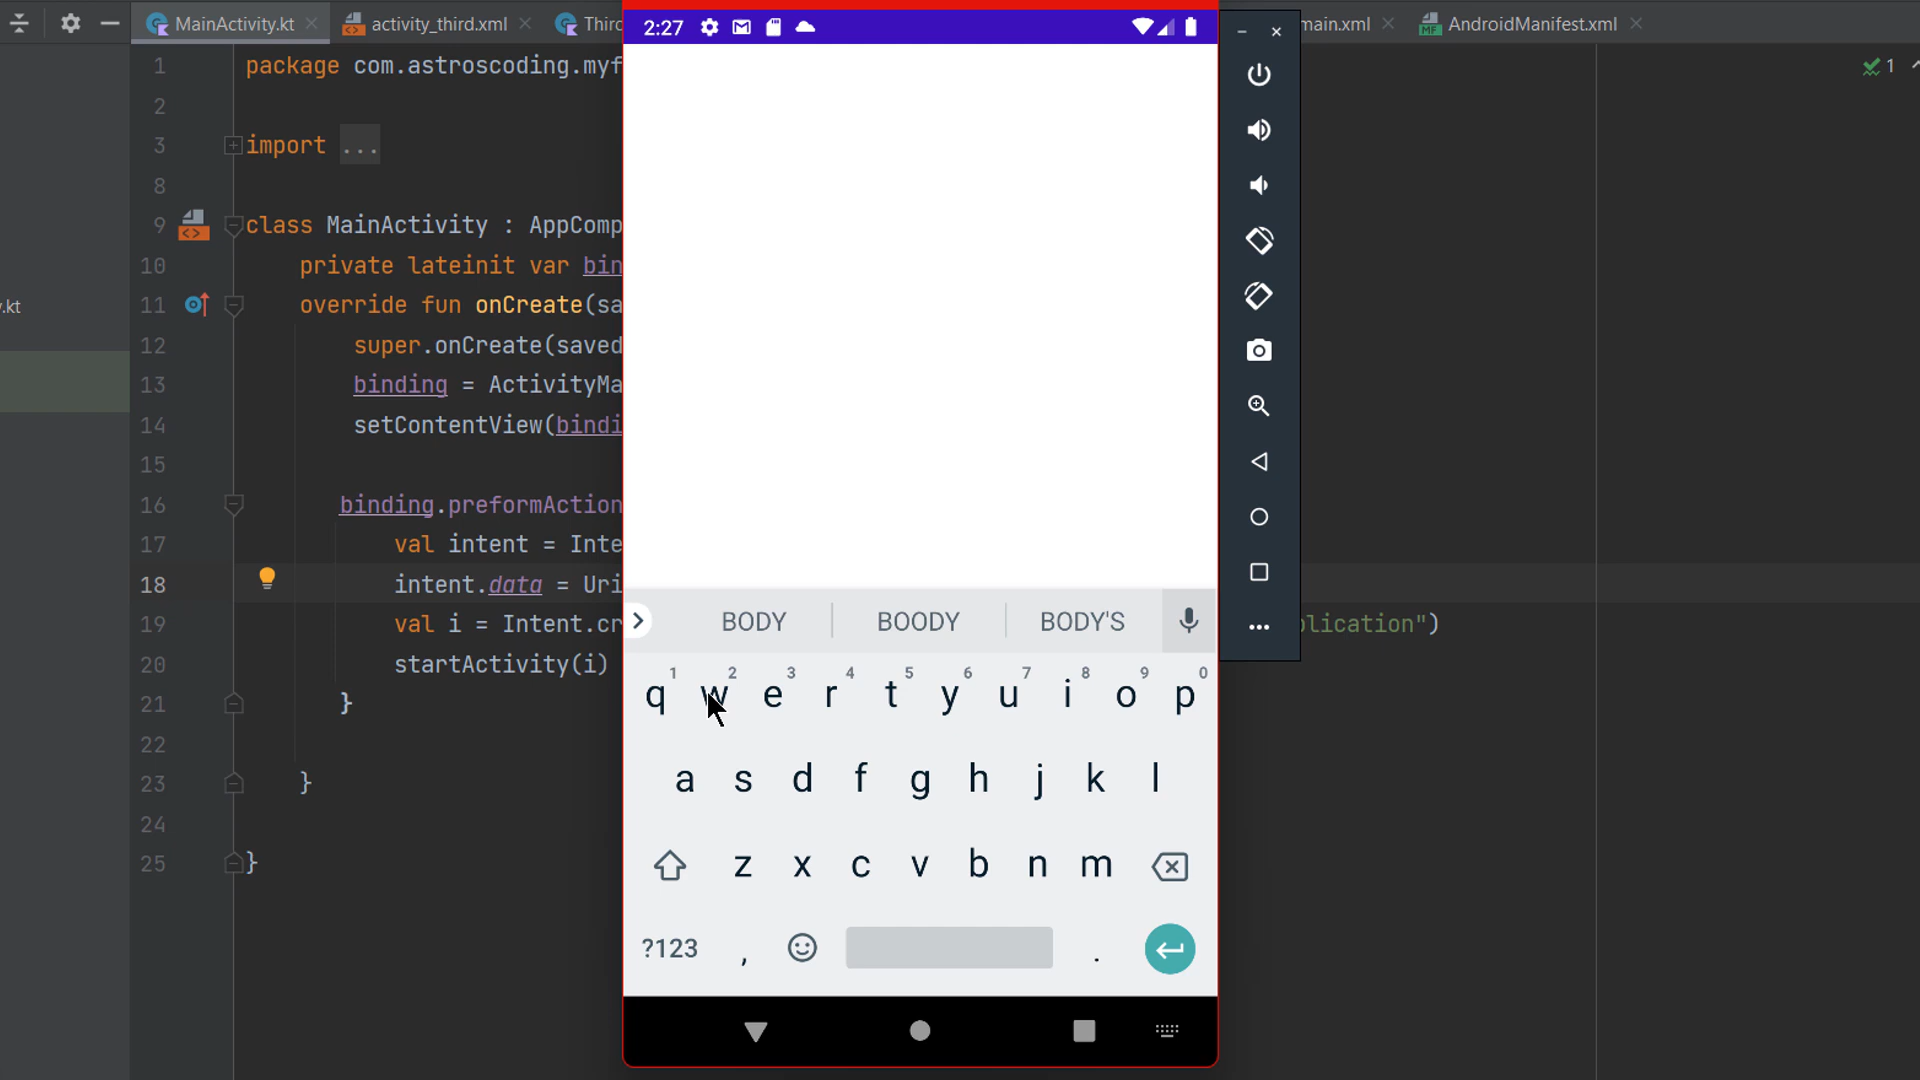 MainActivity.kt
activity_third.xml
Thirc
main.xml
AndroidManifest.xml
.kt
1 package com.astroscoding.myf
1
2
3 import ...
8
9 class MainActivity : AppComp
10 private lateinit var bin
11 override fun onCreate(sa
12 super.onCreate(saved
13 binding = ActivityMa
14 setContentView(bindi
15
16 binding.preformAction
17 val intent = Inte
18 intent.data = Uri
19 val i = Intent.cr
plication")
20 startActivity(i)
21 }
22
23 }
24
25 }
2:27
BODY BOODY BODY'S
1 2 3 4 5 6 7 8 9 0
q w e r t y u i o p
a s d f g h j k l
z x c v b n m
?123 , .